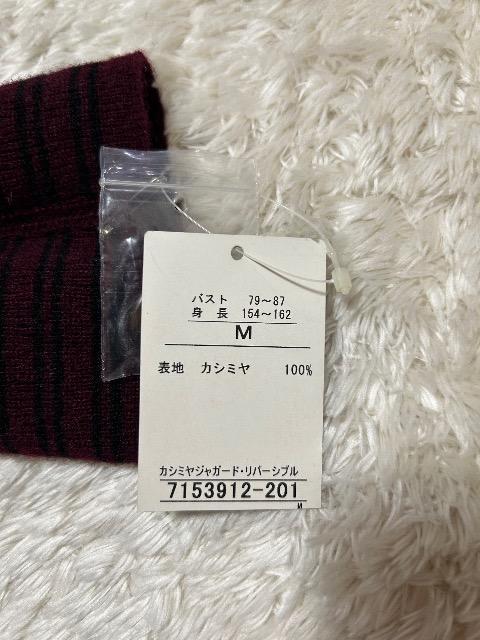 バスト 79～87
身長 154～162
M
表地 カシミヤ 100%
カシミヤジャガード・リバーシブル
7153912-201
M